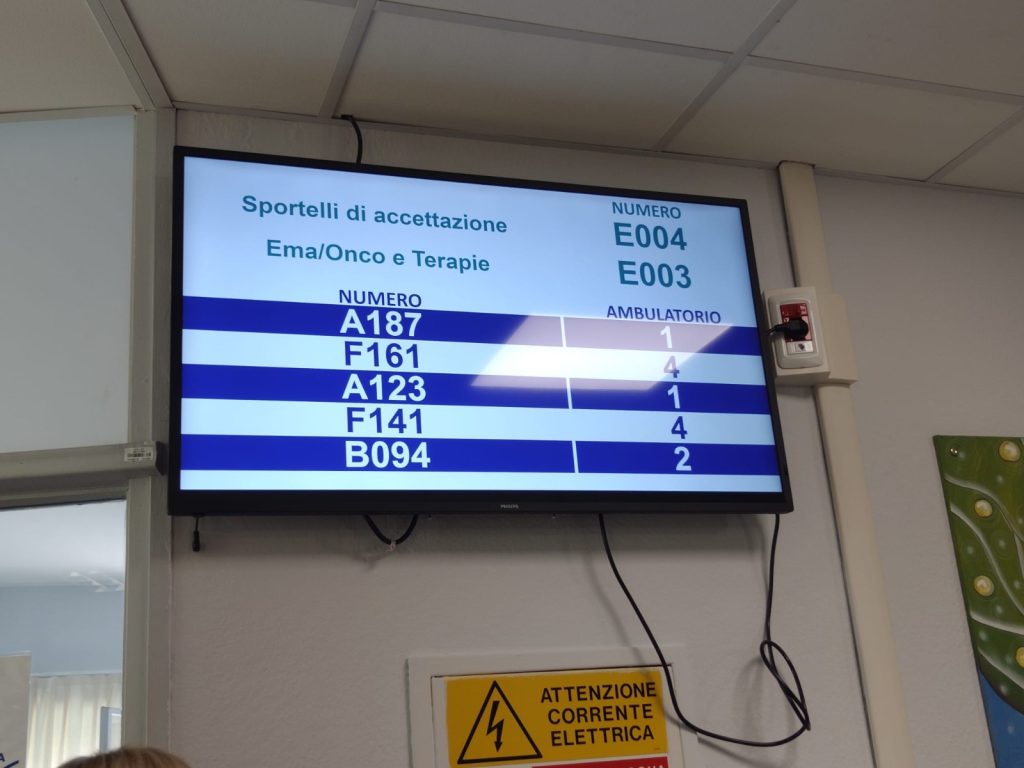 Sportelli di accettazione
NUMERO
E004
Ema/Onco e Terapie
E003
NUMERO AMBULATORIO
A187 1
F161 4
A123 1
F141 4
B094 2
PHILIPS
ATTENZIONE
CORRENTE
ELETTRICA